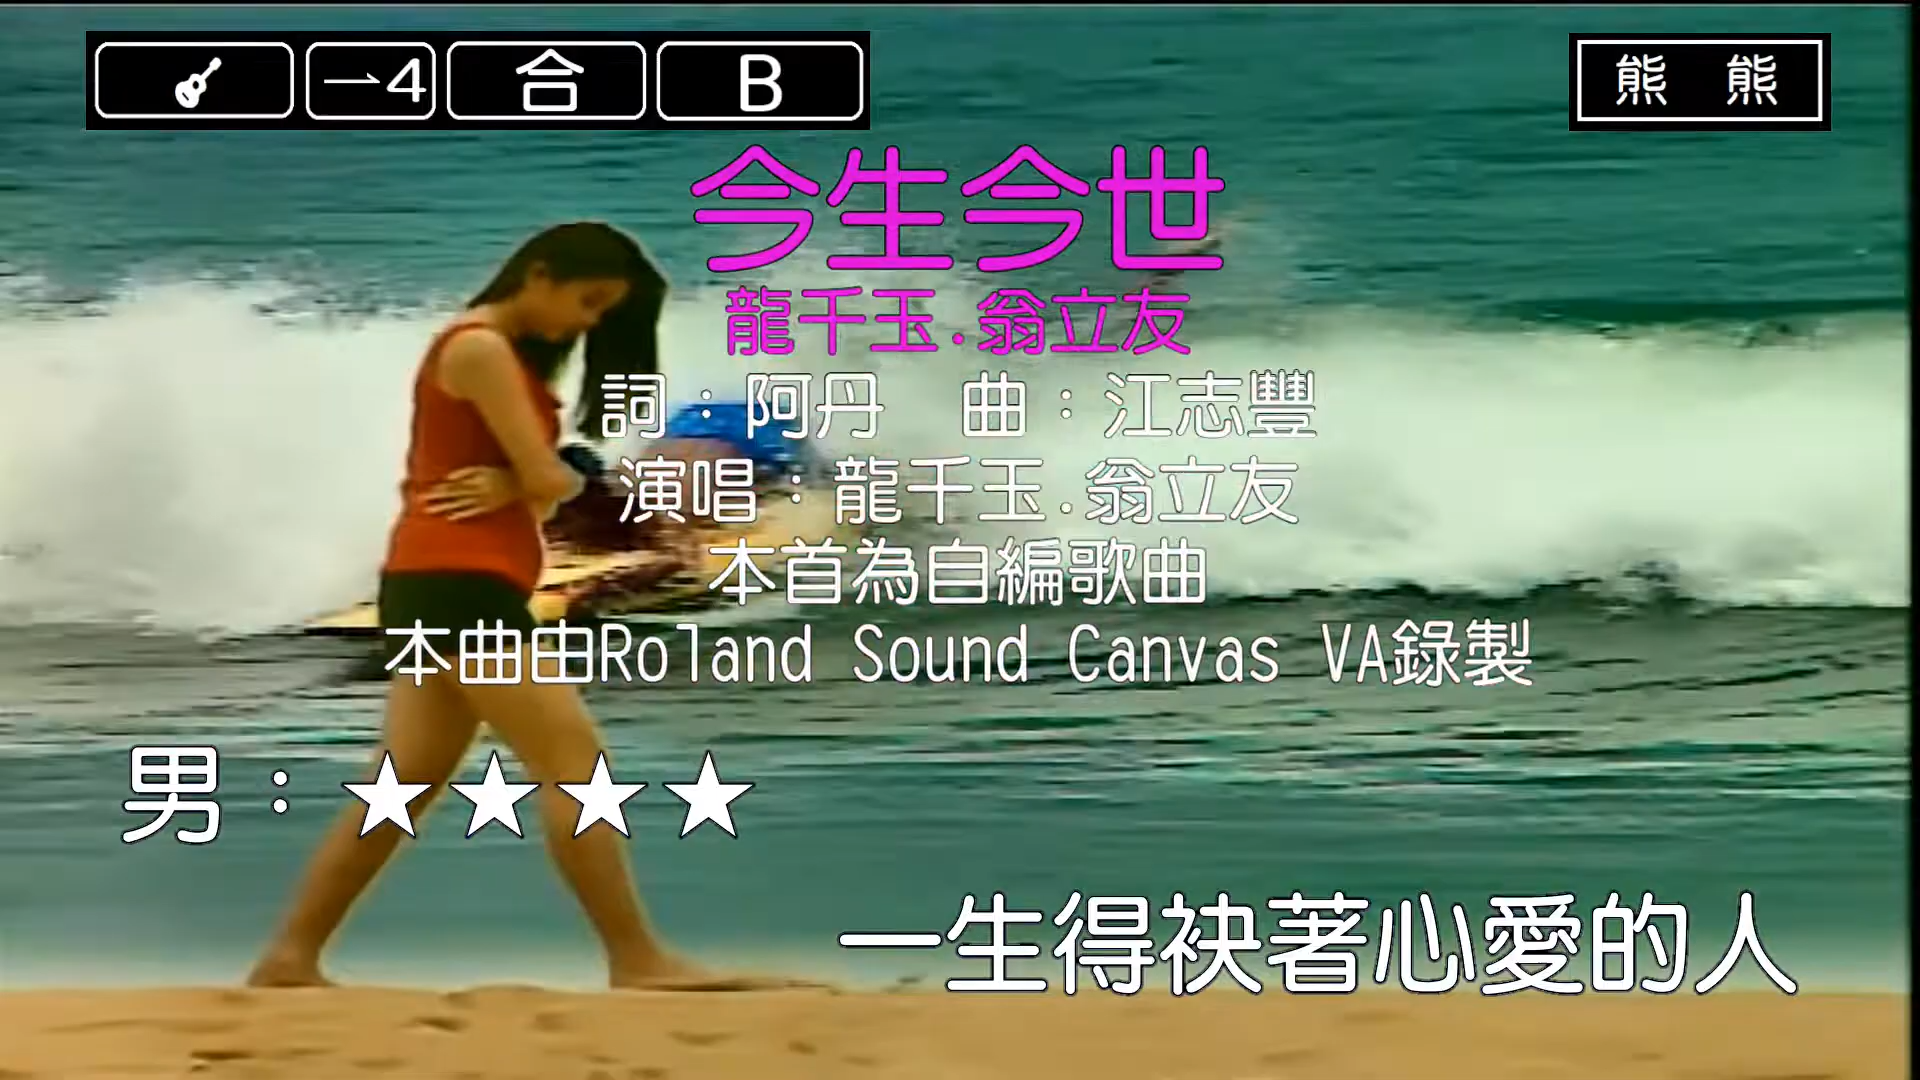 ⇀4 合 B 熊 熊
今生今世
龍千玉.翁立友
詞：阿丹 曲：江志豐
演唱：龍千玉.翁立友
本首為自編歌曲
本曲由Roland Sound Canvas VA錄製
男：★★★★
一生得袂著心愛的人